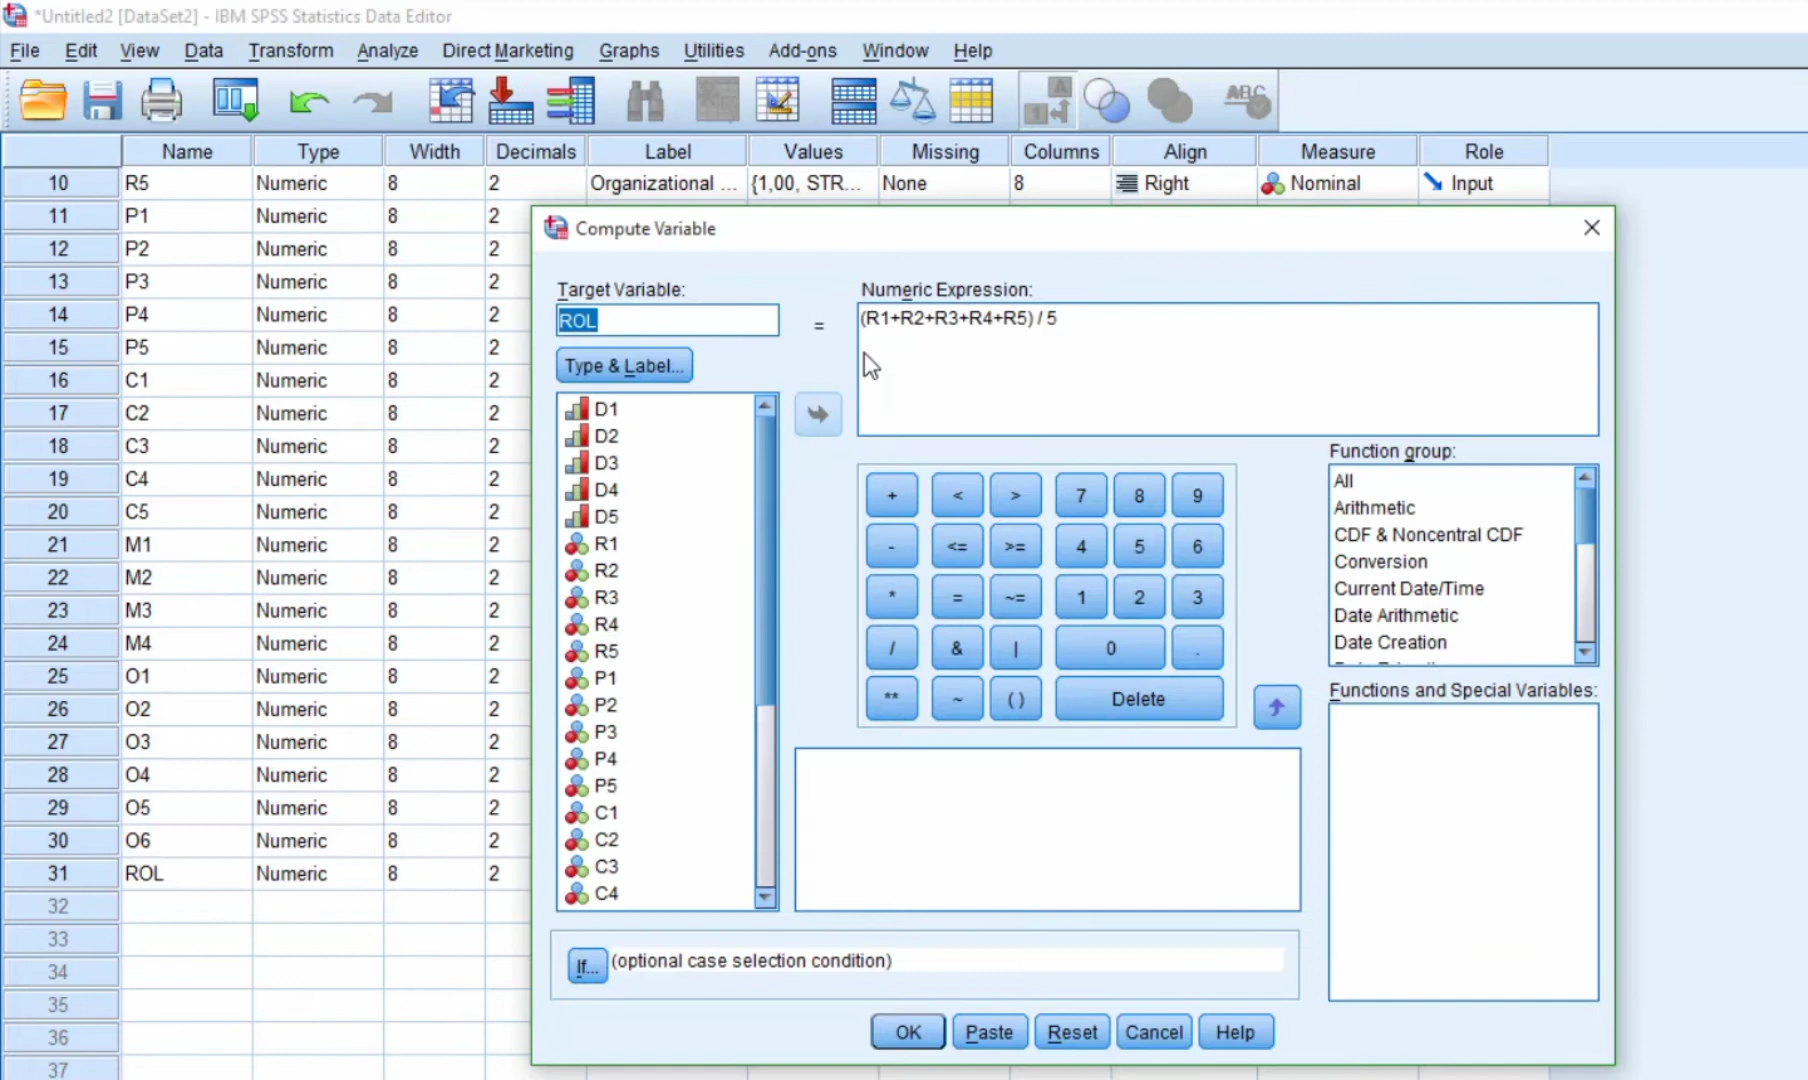 *Untitled2 [DataSet2] - IBM SPSS Statistics Data Editor
File Edit View Data Transform Analyze Direct Marketing Graphs Utilities Add-ons Window Help
A
1
ABC
Name Type Width Decimals Label Values Missing Columns Align Measure Role
10 R5 Numeric 8 2 Organizational ... {1,00, STR... None 8 Right Nominal Input
11 P1 Numeric 8 2
12 P2 Numeric 8 2
13 P3 Numeric 8 2
14 P4 Numeric 8 2
15 P5 Numeric 8 2
16 C1 Numeric 8 2
17 C2 Numeric 8 2
18 C3 Numeric 8 2
19 C4 Numeric 8 2
20 C5 Numeric 8 2
21 M1 Numeric 8 2
22 M2 Numeric 8 2
23 M3 Numeric 8 2
24 M4 Numeric 8 2
25 O1 Numeric 8 2
26 O2 Numeric 8 2
27 O3 Numeric 8 2
28 O4 Numeric 8 2
29 O5 Numeric 8 2
30 O6 Numeric 8 2
31 ROL Numeric 8 2
32
33
34
35
36
37
Compute Variable
Target Variable:
ROL
=
Numeric Expression:
(R1+R2+R3+R4+R5) / 5
Type & Label...
D1
D2
D3
D4
D5
R1
R2
R3
R4
R5
P1
P2
P3
P4
P5
C1
C2
C3
C4
+ < > 7 8 9
- <= >= 4 5 6
* = ~= 1 2 3
/ & | 0 .
** ~ ( ) Delete
Function group:
All
Arithmetic
CDF & Noncentral CDF
Conversion
Current Date/Time
Date Arithmetic
Date Creation
Functions and Special Variables:
If... (optional case selection condition)
OK Paste Reset Cancel Help